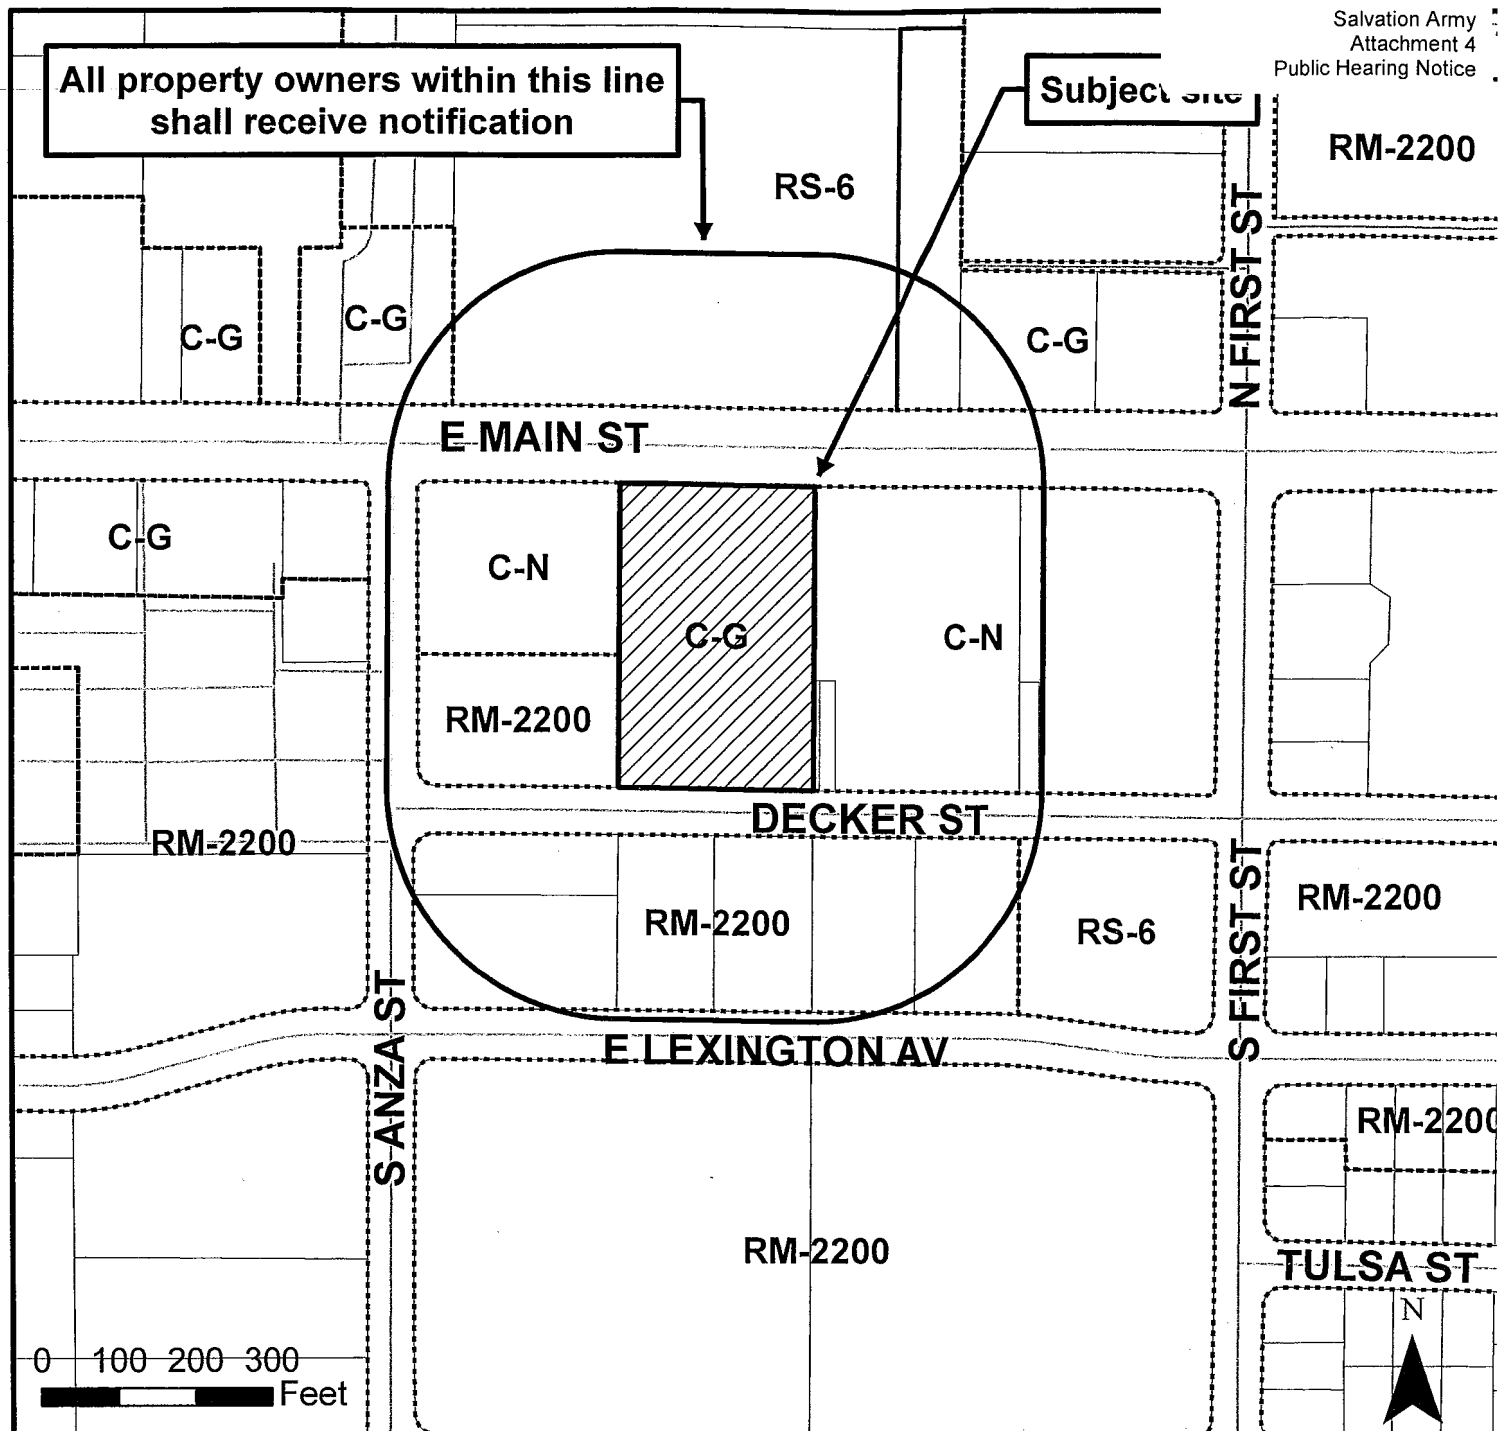 Salvation Army
Attachment 4
Public Hearing Notice
All property owners within this line
shall receive notification
Subject site
RM-2200
RS-6
N FIRST ST
C-G
C-G
C-G
E MAIN ST
C-G
C-N
C-G
C-N
RM-2200
DECKER ST
RM-2200
RM-2200
RS-6
S FIRST ST
RM-2200
S ANZA ST
E LEXINGTON AV
RM-2200
RM-2200
TULSA ST
N
0 100 200 300
Feet